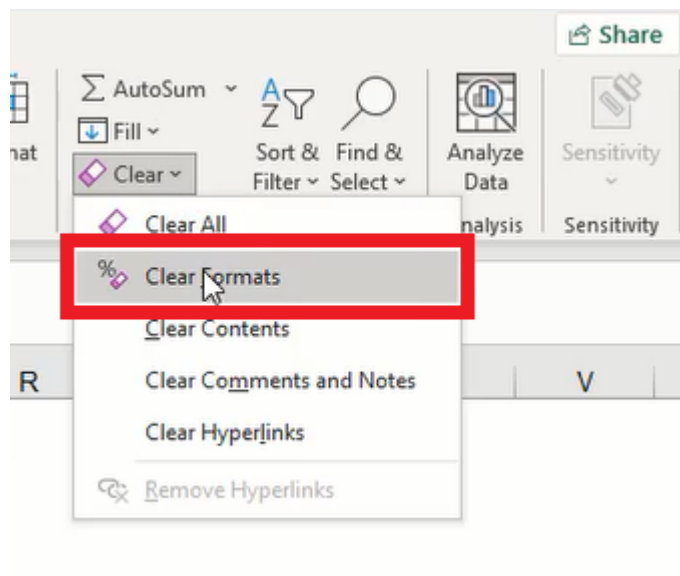 Share
AutoSum
Fill
Clear
Sort &
Filter
Find &
Select
Analyze
Data
Sensitivity
nat
nalysis
Sensitivity
Clear All
% Clear Formats
Clear Contents
Clear Comments and Notes
Clear Hyperlinks
Remove Hyperlinks
R
V